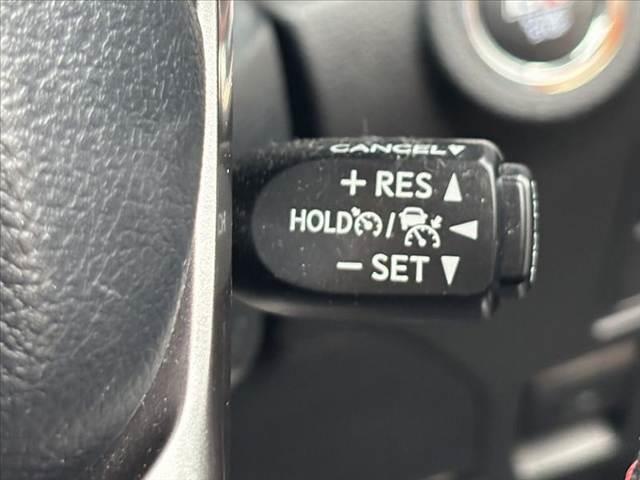 CANCEL
+ RES ▲
HOLD / ◀
− SET ▼